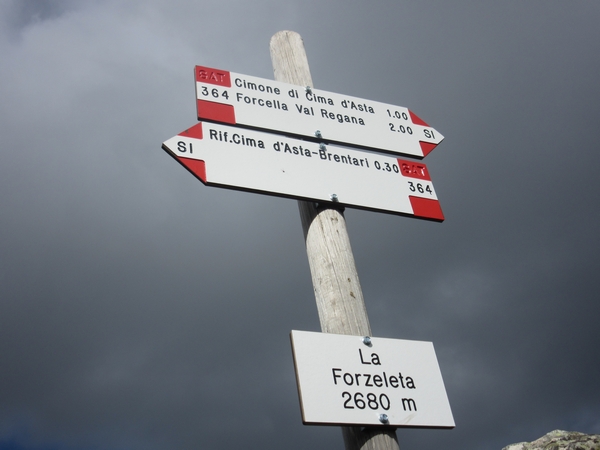 SAT Cimone di Cima d'Asta 1.00
364 Forcella Val Regana 2.00 SI
SI Rif.Cima d'Asta-Brentari 0.30 SAT
364
La
Forzeleta
2680 m